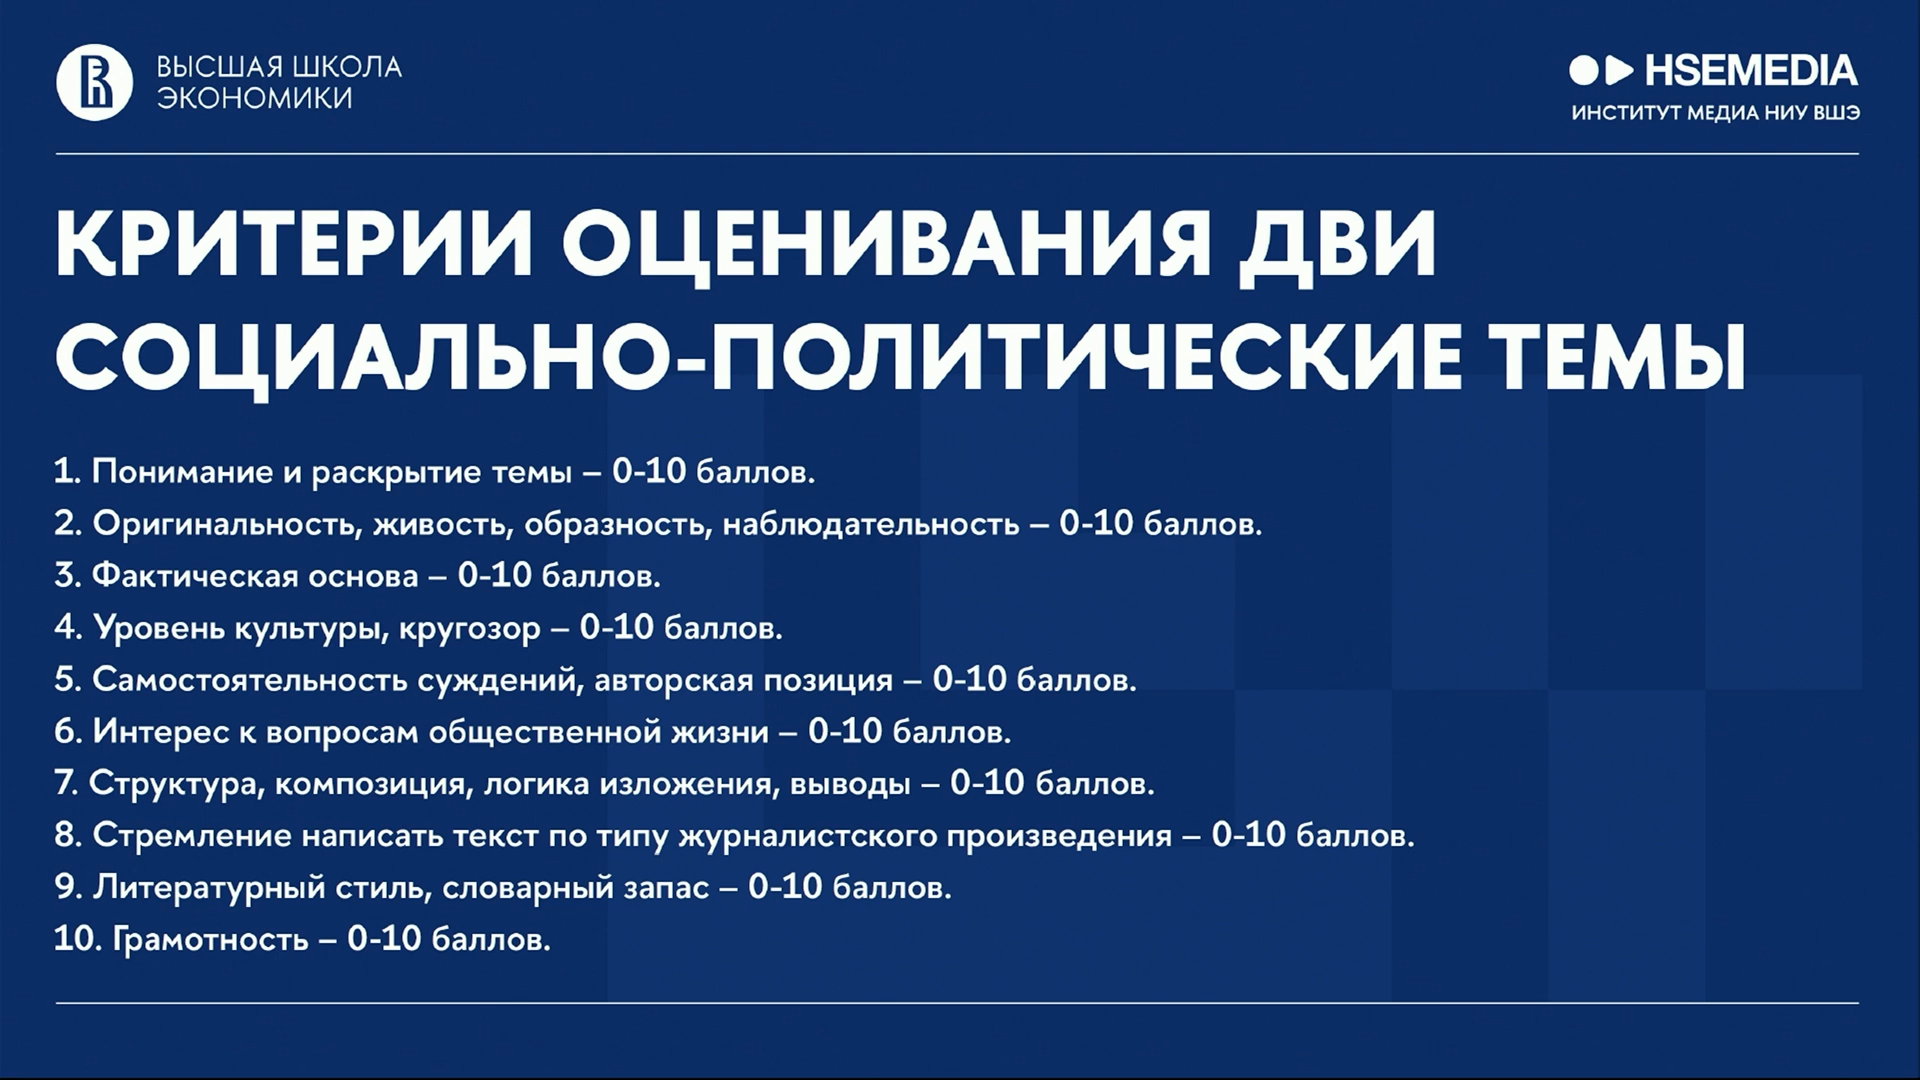 ВЫСШАЯ ШКОЛА
ЭКОНОМИКИ
HSEMEDIA
ИНСТИТУТ МЕДИА НИУ ВШЭ
КРИТЕРИИ ОЦЕНИВАНИЯ ДВИ
СОЦИАЛЬНО-ПОЛИТИЧЕСКИЕ ТЕМЫ
1. Понимание и раскрытие темы – 0-10 баллов.
2. Оригинальность, живость, образность, наблюдательность – 0-10 баллов.
3. Фактическая основа – 0-10 баллов.
4. Уровень культуры, кругозор – 0-10 баллов.
5. Самостоятельность суждений, авторская позиция – 0-10 баллов.
6. Интерес к вопросам общественной жизни – 0-10 баллов.
7. Структура, композиция, логика изложения, выводы – 0-10 баллов.
8. Стремление написать текст по типу журналистского произведения – 0-10 баллов.
9. Литературный стиль, словарный запас – 0-10 баллов.
10. Грамотность – 0-10 баллов.